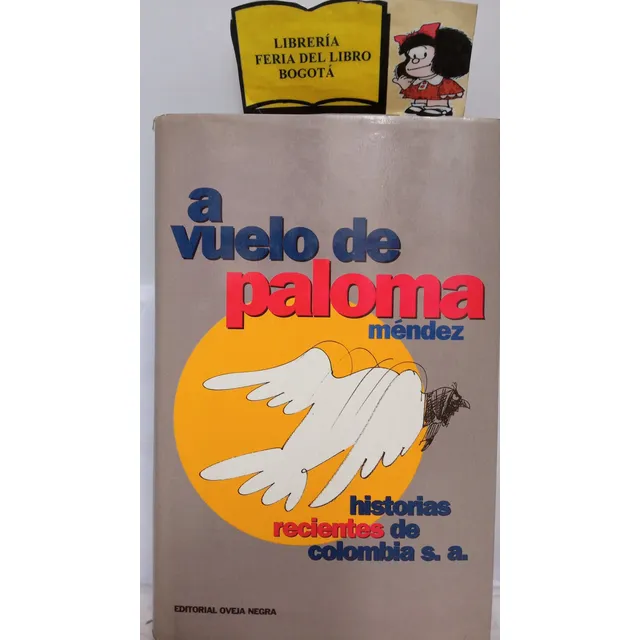 LIBRERÍA
FERIA DEL LIBRO
BOGOTÁ
a
vuelo de
paloma
méndez
historias
recientes de
colombia s. a.
EDITORIAL OVEJA NEGRA